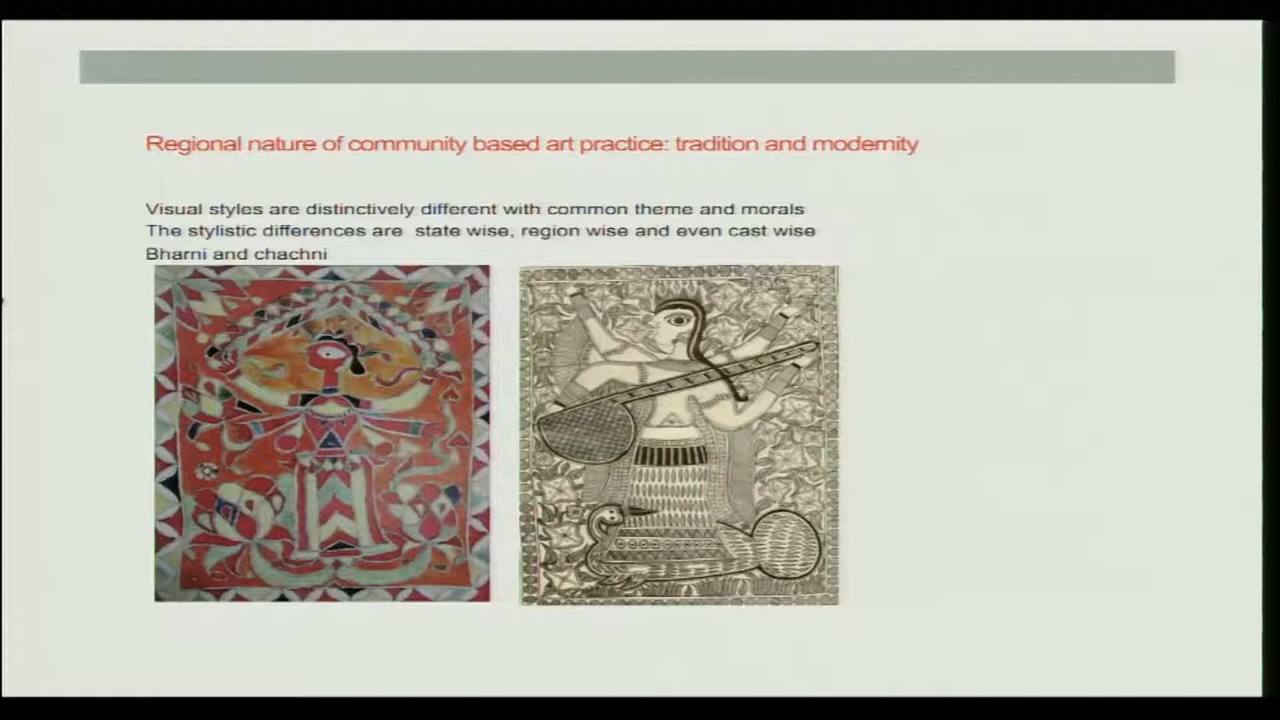 Regional nature of community based art practice: tradition and modernity
Visual styles are distinctively different with common theme and morals
The stylistic differences are state wise, region wise and even cast wise
Bharni and chachni